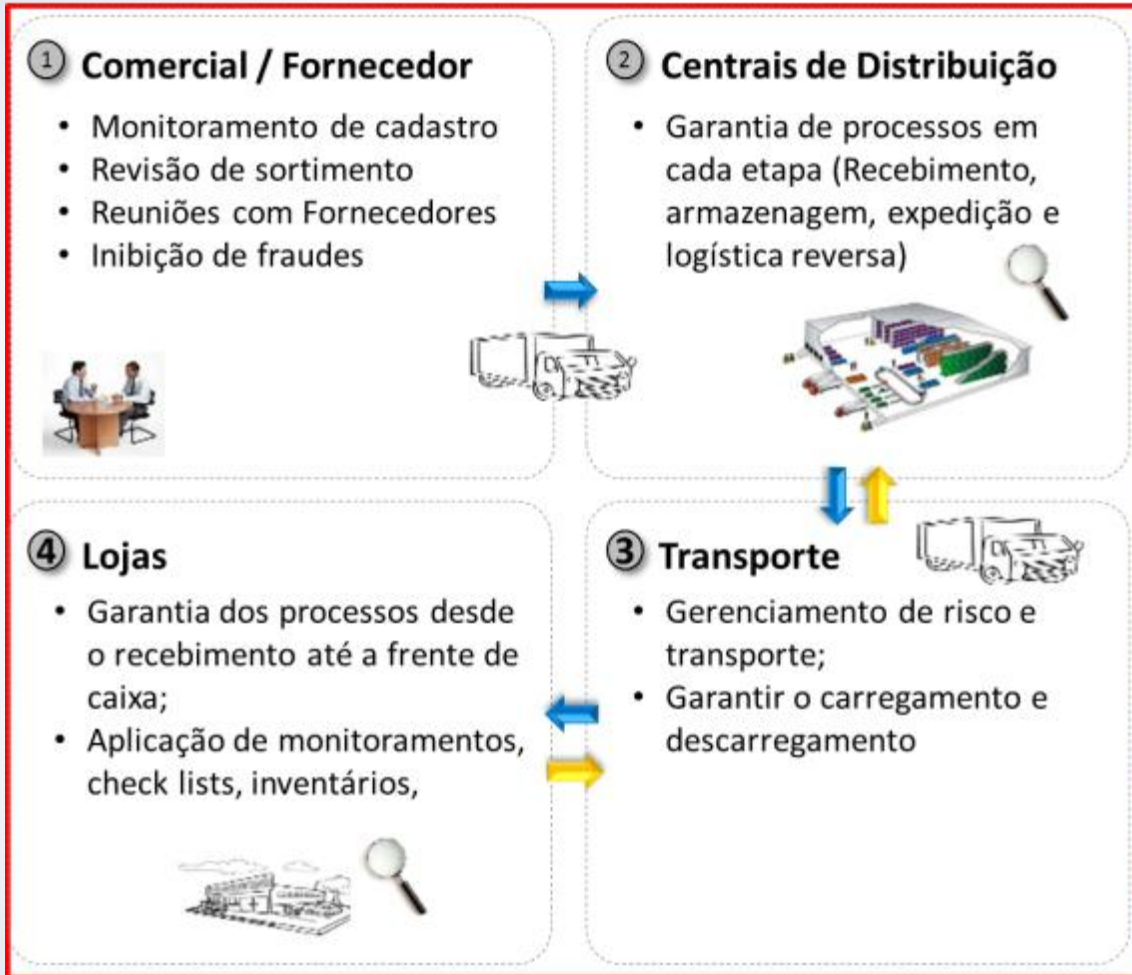 1 Comercial / Fornecedor
• Monitoramento de cadastro
• Revisão de sortimento
• Reuniões com Fornecedores
• Inibição de fraudes
2 Centrais de Distribuição
• Garantia de processos em
cada etapa (Recebimento,
armazenagem, expedição e
logística reversa)
4 Lojas
• Garantia dos processos desde
o recebimento até a frente de
caixa;
• Aplicação de monitoramentos,
check lists, inventários,
3 Transporte
• Gerenciamento de risco e
transporte;
• Garantir o carregamento e
descarregamento